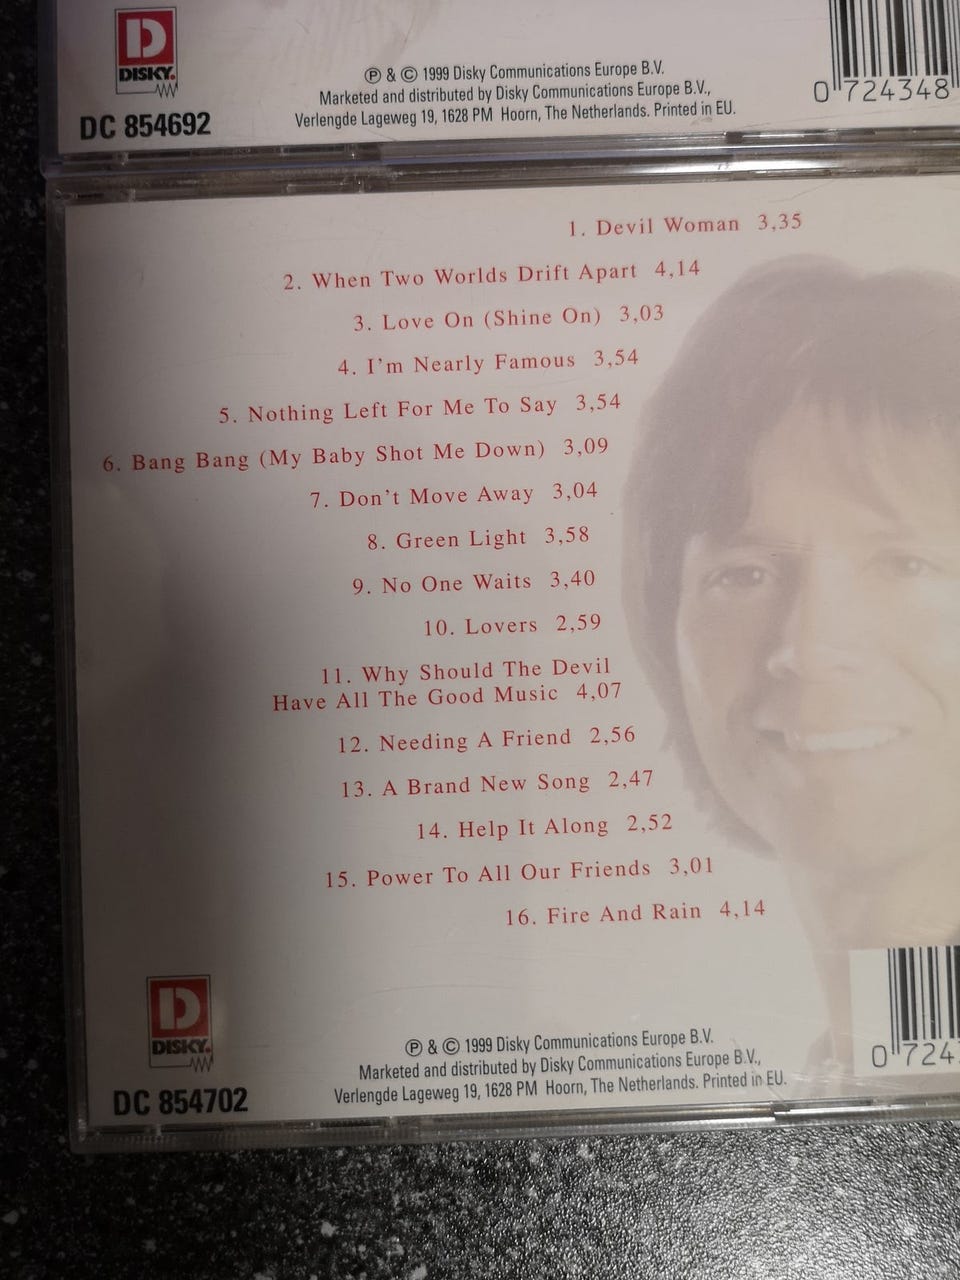 D
DISKY.
DC 854692
℗ & © 1999 Disky Communications Europe B.V.
Marketed and distributed by Disky Communications Europe B.V.,
Verlengde Lageweg 19, 1628 PM Hoorn, The Netherlands. Printed in EU.
0 724348
1. Devil Woman 3,35
2. When Two Worlds Drift Apart 4,14
3. Love On (Shine On) 3,03
4. I'm Nearly Famous 3,54
5. Nothing Left For Me To Say 3,54
6. Bang Bang (My Baby Shot Me Down) 3,09
7. Don't Move Away 3,04
8. Green Light 3,58
9. No One Waits 3,40
10. Lovers 2,59
11. Why Should The Devil
Have All The Good Music 4,07
12. Needing A Friend 2,56
13. A Brand New Song 2,47
14. Help It Along 2,52
15. Power To All Our Friends 3,01
16. Fire And Rain 4,14
D
DISKY.
DC 854702
℗ & © 1999 Disky Communications Europe B.V.
Marketed and distributed by Disky Communications Europe B.V.,
Verlengde Lageweg 19, 1628 PM Hoorn, The Netherlands. Printed in EU.
0 724